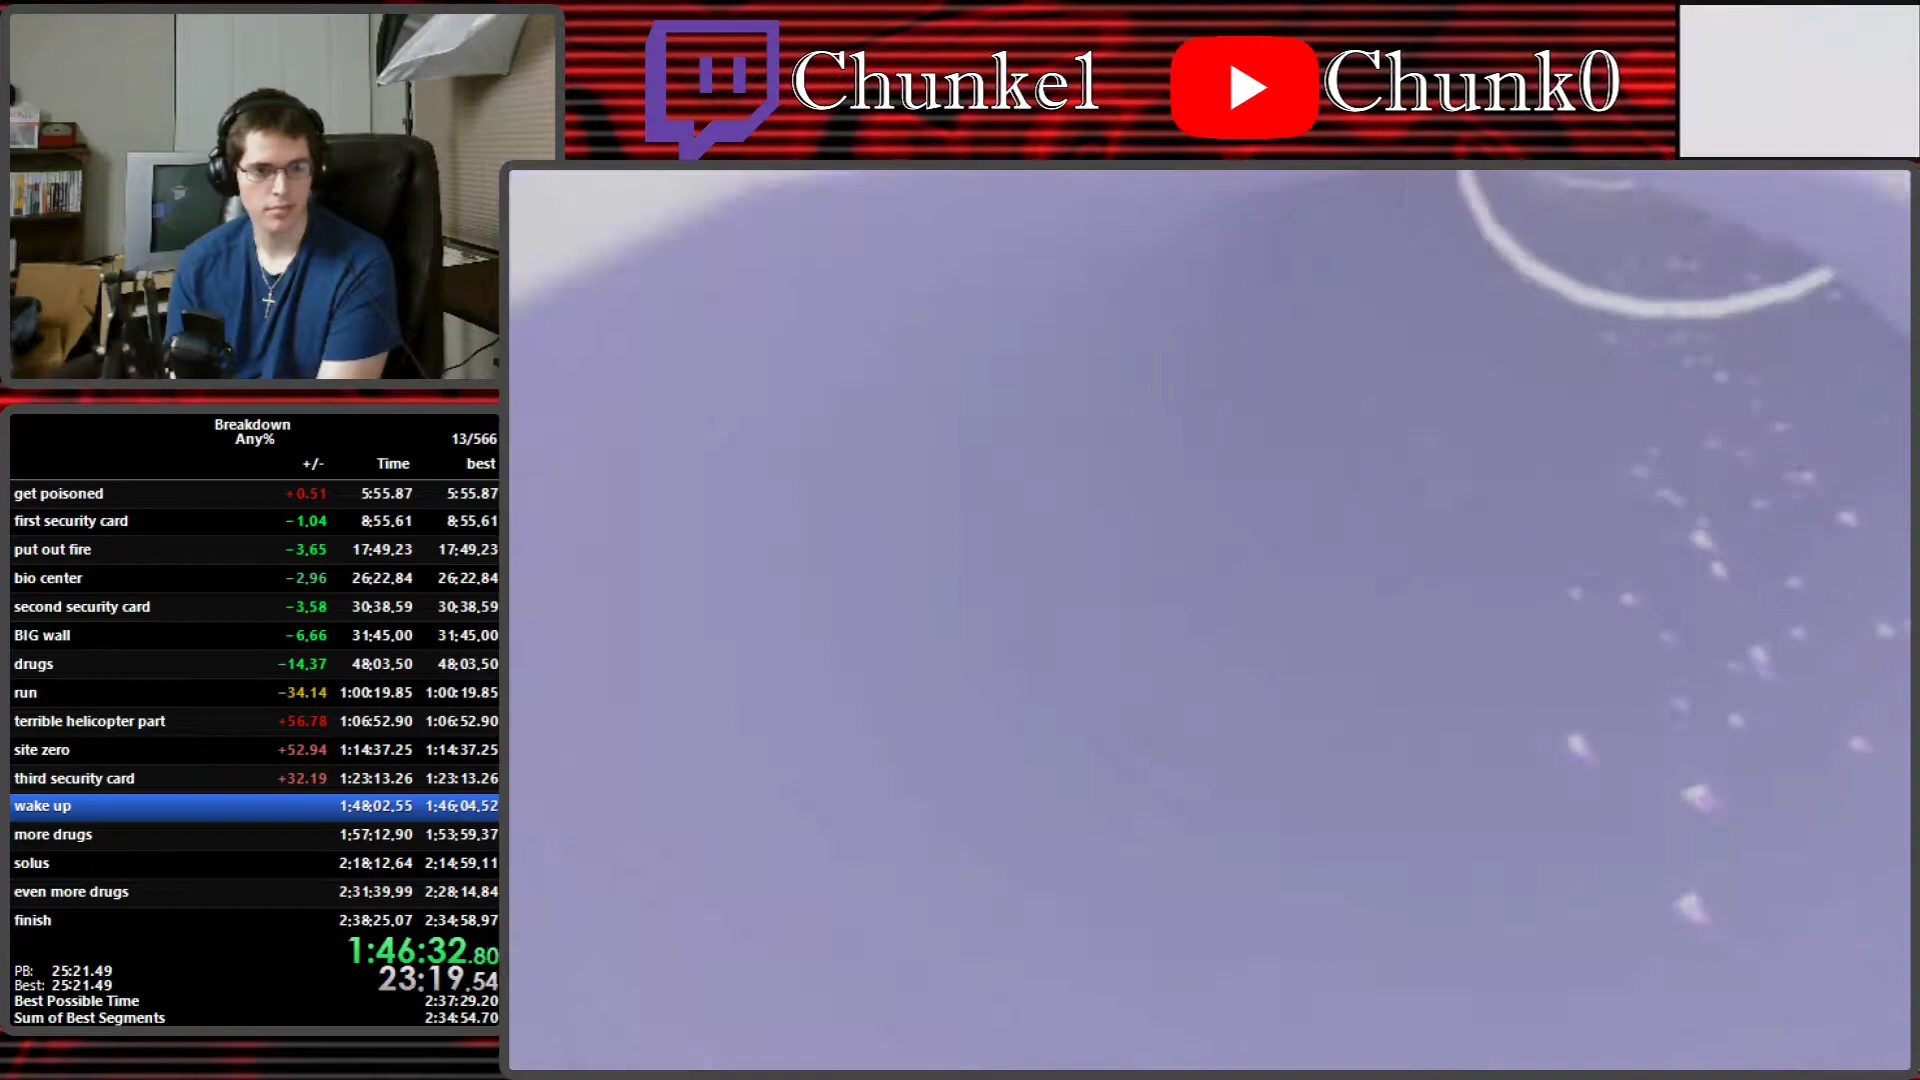 Chunke1 Chunk0
Breakdown
Any% 13/566
+/- Time best
get poisoned +0.51 5:55.87 5:55.87
first security card −1.04 8:55.61 8:55.61
put out fire −3.65 17:49.23 17:49.23
bio center −2.96 26:22.84 26:22.84
second security card −3.58 30:38.59 30:38.59
BIG wall −6.66 31:45.00 31:45.00
drugs −14.37 48:03.50 48:03.50
run −34.14 1:00:19.85 1:00:19.85
terrible helicopter part +56.78 1:06:52.90 1:06:52.90
site zero +52.94 1:14:37.25 1:14:37.25
third security card +32.19 1:23:13.26 1:23:13.26
wake up 1:48:02.55 1:46:04.52
more drugs 1:57:12.90 1:53:59.37
solus 2:18:12.64 2:14:59.11
even more drugs 2:31:39.99 2:28:14.84
finish 2:38:25.07 2:34:58.97
1:46:32.80
PB: 25:21.49
Best: 25:21.49
23:19.54
Best Possible Time 2:37:29.20
Sum of Best Segments 2:34:54.70